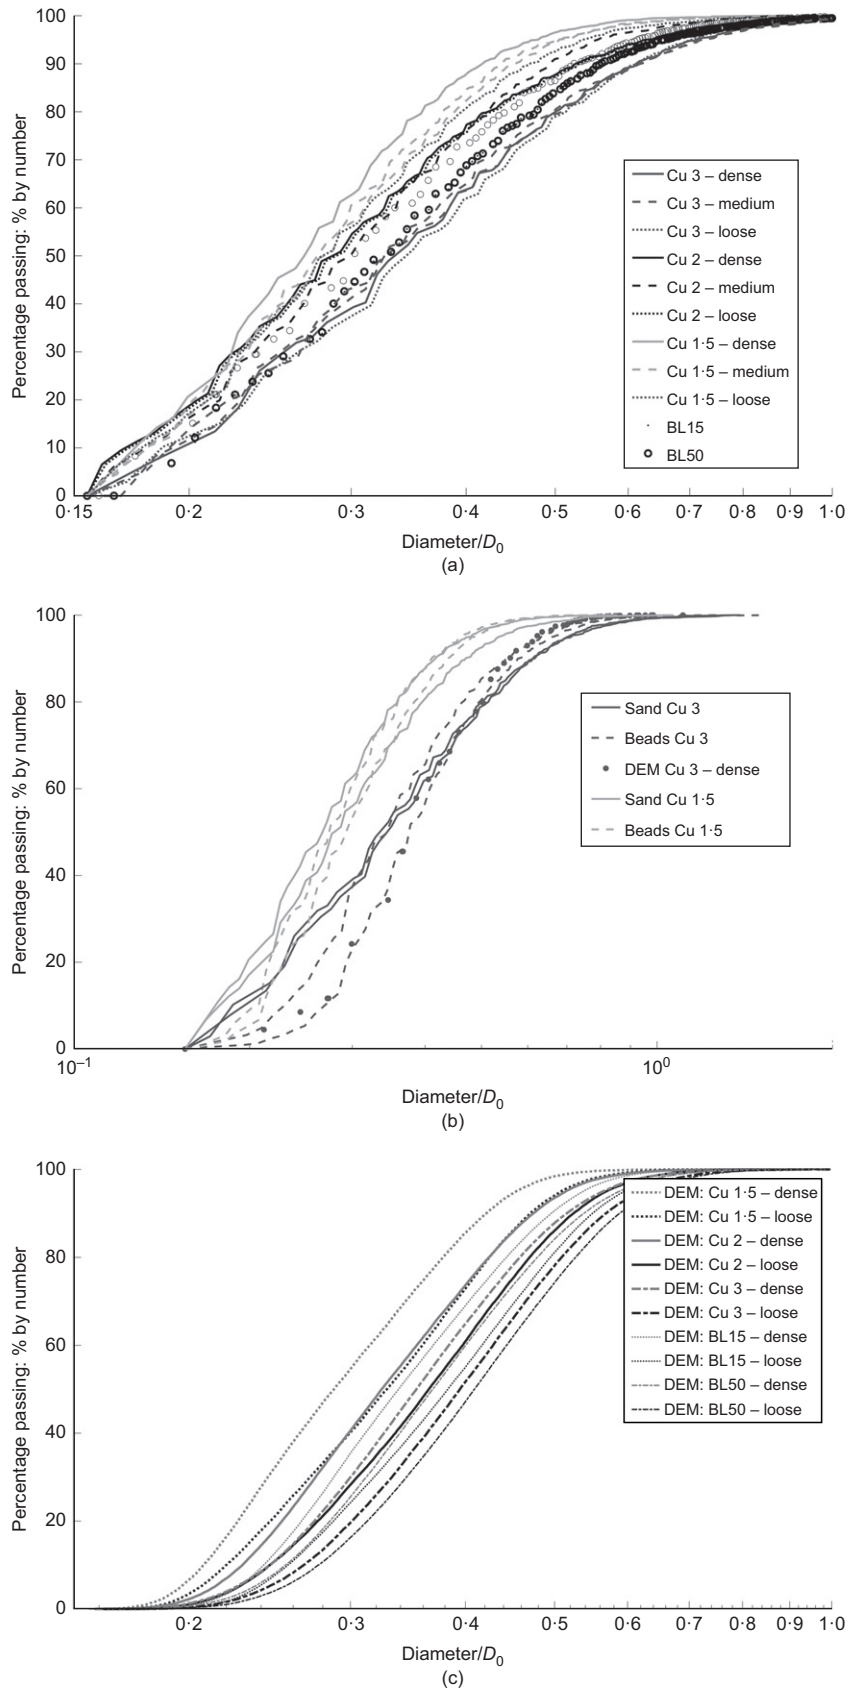 100
90
80
70
60
50
40
30
20
10
0
Percentage passing: % by number
Cu 3 – dense
Cu 3 – medium
Cu 3 – loose
Cu 2 – dense
Cu 2 – medium
Cu 2 – loose
Cu 1·5 – dense
Cu 1·5 – medium
Cu 1·5 – loose
BL15
BL50
0·15 0·2 0·3 0·4 0·5 0·6 0·7 0·8 0·9 1·0
Diameter/D₀
(a)
100
80
60
40
20
0
Percentage passing: % by number
Sand Cu 3
Beads Cu 3
DEM Cu 3 – dense
Sand Cu 1·5
Beads Cu 1·5
10⁻¹ 10⁰
Diameter/D₀
(b)
100
80
60
40
20
0
Percentage passing: % by number
DEM: Cu 1·5 – dense
DEM: Cu 1·5 – loose
DEM: Cu 2 – dense
DEM: Cu 2 – loose
DEM: Cu 3 – dense
DEM: Cu 3 – loose
DEM: BL15 – dense
DEM: BL15 – loose
DEM: BL50 – dense
DEM: BL50 – loose
0·2 0·3 0·4 0·5 0·6 0·7 0·8 0·9 1·0
Diameter/D₀
(c)